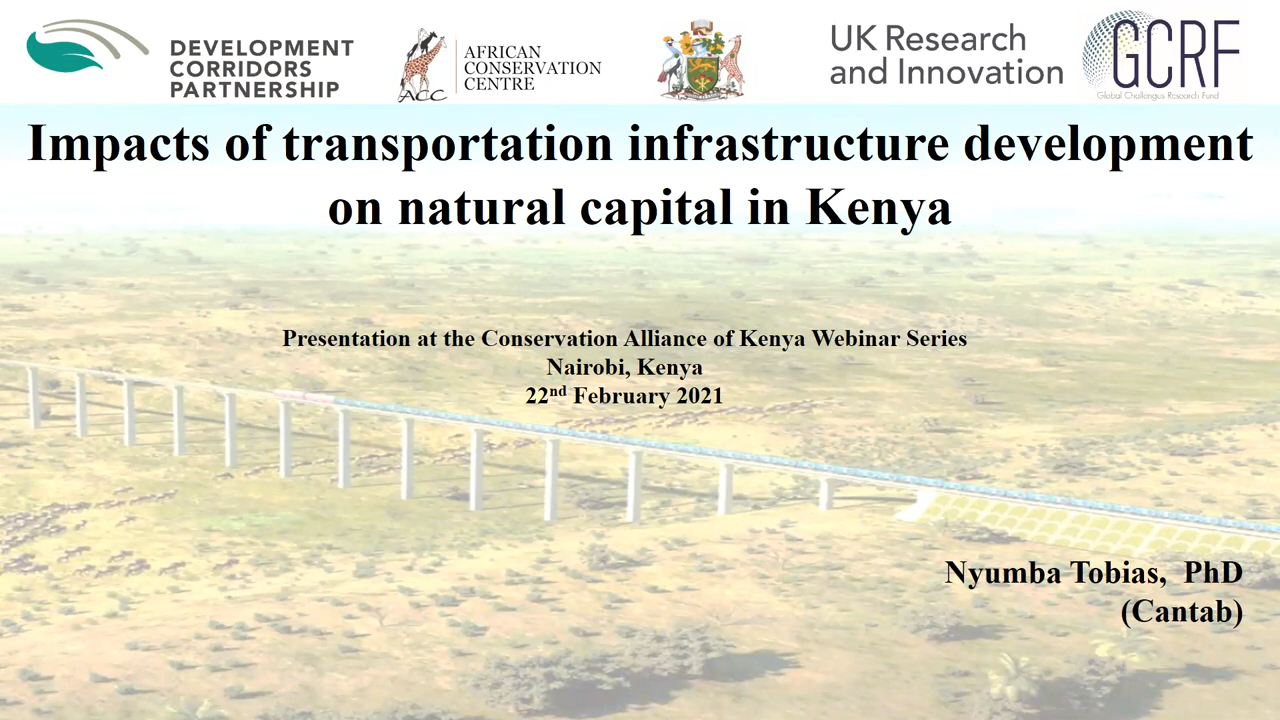 DEVELOPMENT
CORRIDORS
PARTNERSHIP
ACC
AFRICAN
CONSERVATION
CENTRE
UK Research
and Innovation
GCRF
Global Challenges Research Fund
Impacts of transportation infrastructure development
on natural capital in Kenya
Presentation at the Conservation Alliance of Kenya Webinar Series
Nairobi, Kenya
22nd February 2021
Nyumba Tobias, PhD
(Cantab)